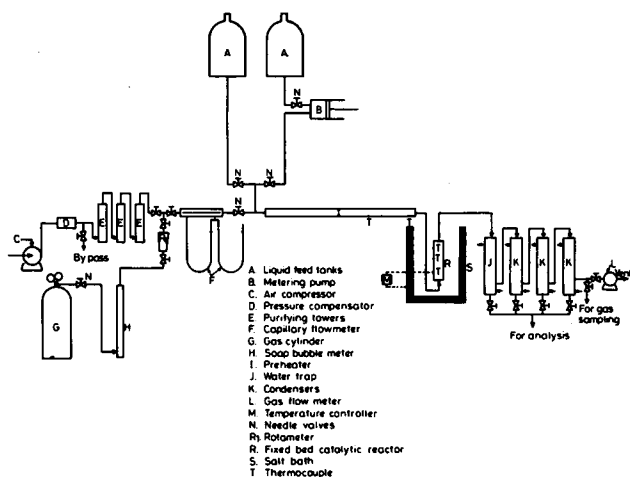 A
A
N
B
N
N
C
D
E
E
E
N
By pass
F
T
G
N
H
M
T
T
T
R
S
J
K
K
K
L
Vent
For gas
sampling
For analysis
A. Liquid feed tanks
B. Metering pump
C. Air compressor
D. Pressure compensator
E. Purifying towers
F. Capillary flowmeter
G. Gas cylinder
H. Soap bubble meter
I. Preheater
J. Water trap
K. Condensers
L. Gas flow meter
M. Temperature controller
N. Needle valves
R₁. Rotameter
R. Fixed bed catalytic reactor
S. Salt bath
T Thermocouple